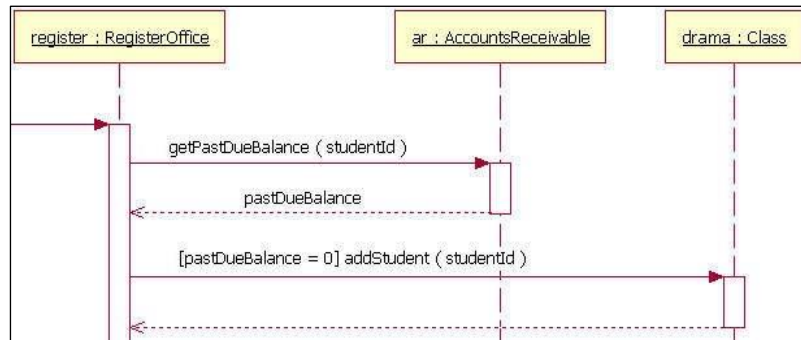 register : RegisterOffice
ar : AccountsReceivable
drama : Class
getPastDueBalance ( studentId )
pastDueBalance
[pastDueBalance = 0] addStudent ( studentId )